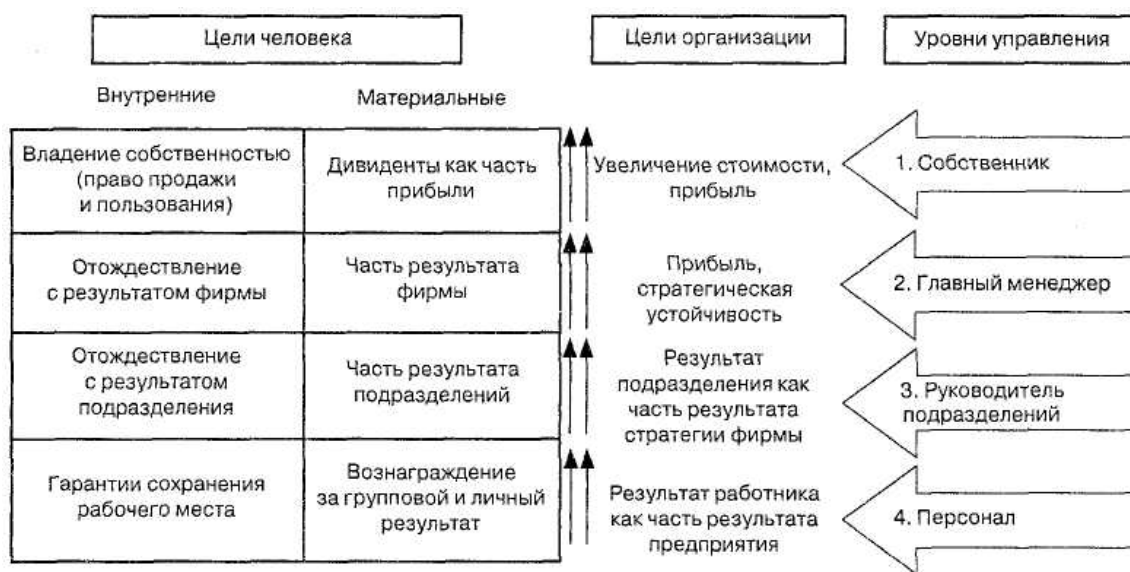 Цели человека
Цели организации
Уровни управления
Внутренние
Материальные
Владение собственностью
(право продажи
и пользования)
Дивиденты как часть
прибыли
Увеличение стоимости,
прибыль
1. Собственник
Отождествление
с результатом фирмы
Часть результата
фирмы
Прибыль,
стратегическая
устойчивость
2. Главный менеджер
Отождествление
с результатом
подразделения
Часть результата
подразделений
Результат
подразделения как
часть результата
стратегии фирмы
3. Руководитель
подразделений
Гарантии сохранения
рабочего места
Вознаграждение
за групповой и личный
результат
Результат работника
как часть результата
предприятия
4. Персонал